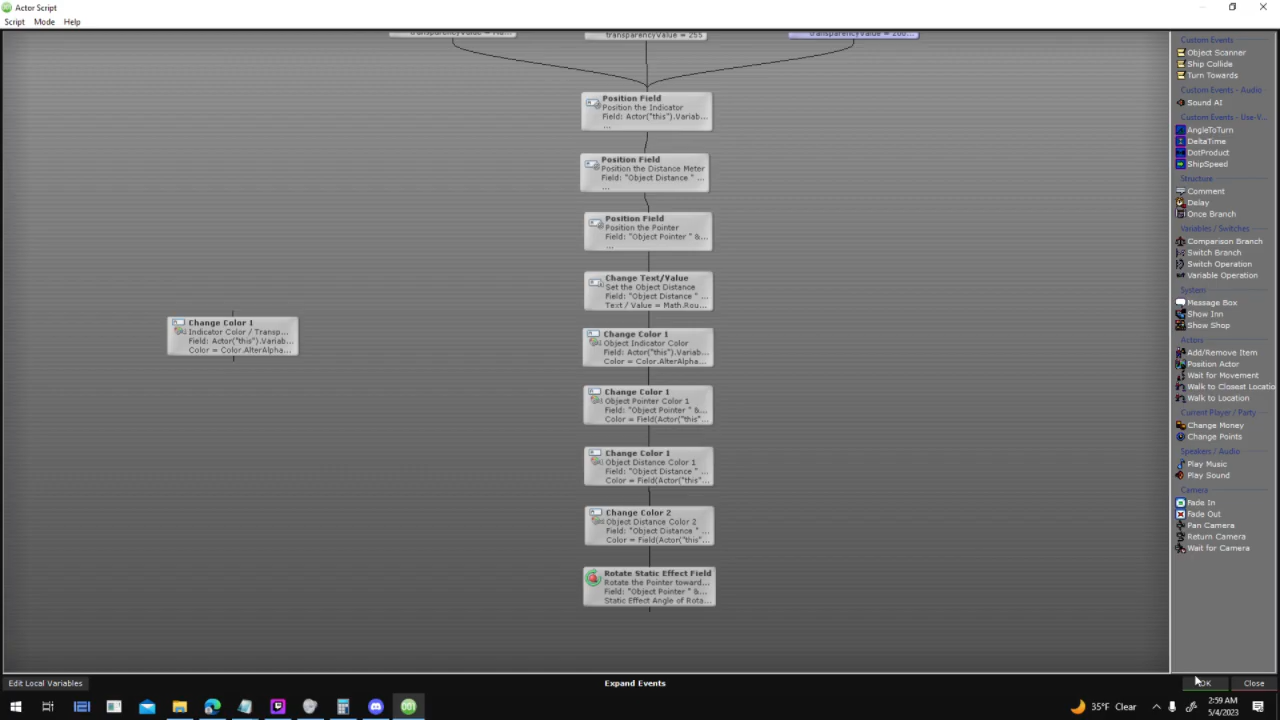 Actor Script
Script Mode Help
transparencyValue = 255
transparencyValue = 200...
Position Field
Position the Indicator
Field: Actor("this").Variab...
...
Position Field
Position the Distance Meter
Field: "Object Distance " ...
...
Position Field
Position the Pointer
Field: "Object Pointer " &...
...
Change Text/Value
Set the Object Distance
Field: "Object Distance " ...
Text / Value = Math.Rou...
Change Color 1
Indicator Color / Transp...
Field: Actor("this").Variab...
Color = Color.AlterAlpha...
Change Color 1
Object Indicator Color
Field: Actor("this").Variab...
Color = Color.AlterAlpha...
Change Color 1
Object Pointer Color 1
Field: "Object Pointer " &...
Color = Field(Actor("this"...
Change Color 1
Object Distance Color 1
Field: "Object Distance " ...
Color = Field(Actor("this"...
Change Color 2
Object Distance Color 2
Field: "Object Distance " ...
Color = Field(Actor("this"...
Rotate Static Effect Field
Rotate the Pointer toward...
Field: "Object Pointer " &...
Static Effect Angle of Rota...
Custom Events
Object Scanner
Ship Collide
Turn Towards
Custom Events - Audio
Sound AI
Custom Events - Use-V...
AngleToTurn
DeltaTime
DotProduct
ShipSpeed
Structure
Comment
Delay
Once Branch
Variables / Switches
Comparison Branch
Switch Branch
Switch Operation
Variable Operation
System
Message Box
Show Inn
Show Shop
Actors
Add/Remove Item
Position Actor
Wait for Movement
Walk to Closest Locatio
Walk to Location
Current Player / Party
Change Money
Change Points
Speakers / Audio
Play Music
Play Sound
Camera
Fade In
Fade Out
Pan Camera
Return Camera
Wait for Camera
Edit Local Variables
Expand Events
OK
Close
35°F Clear
2:59 AM
5/4/2023